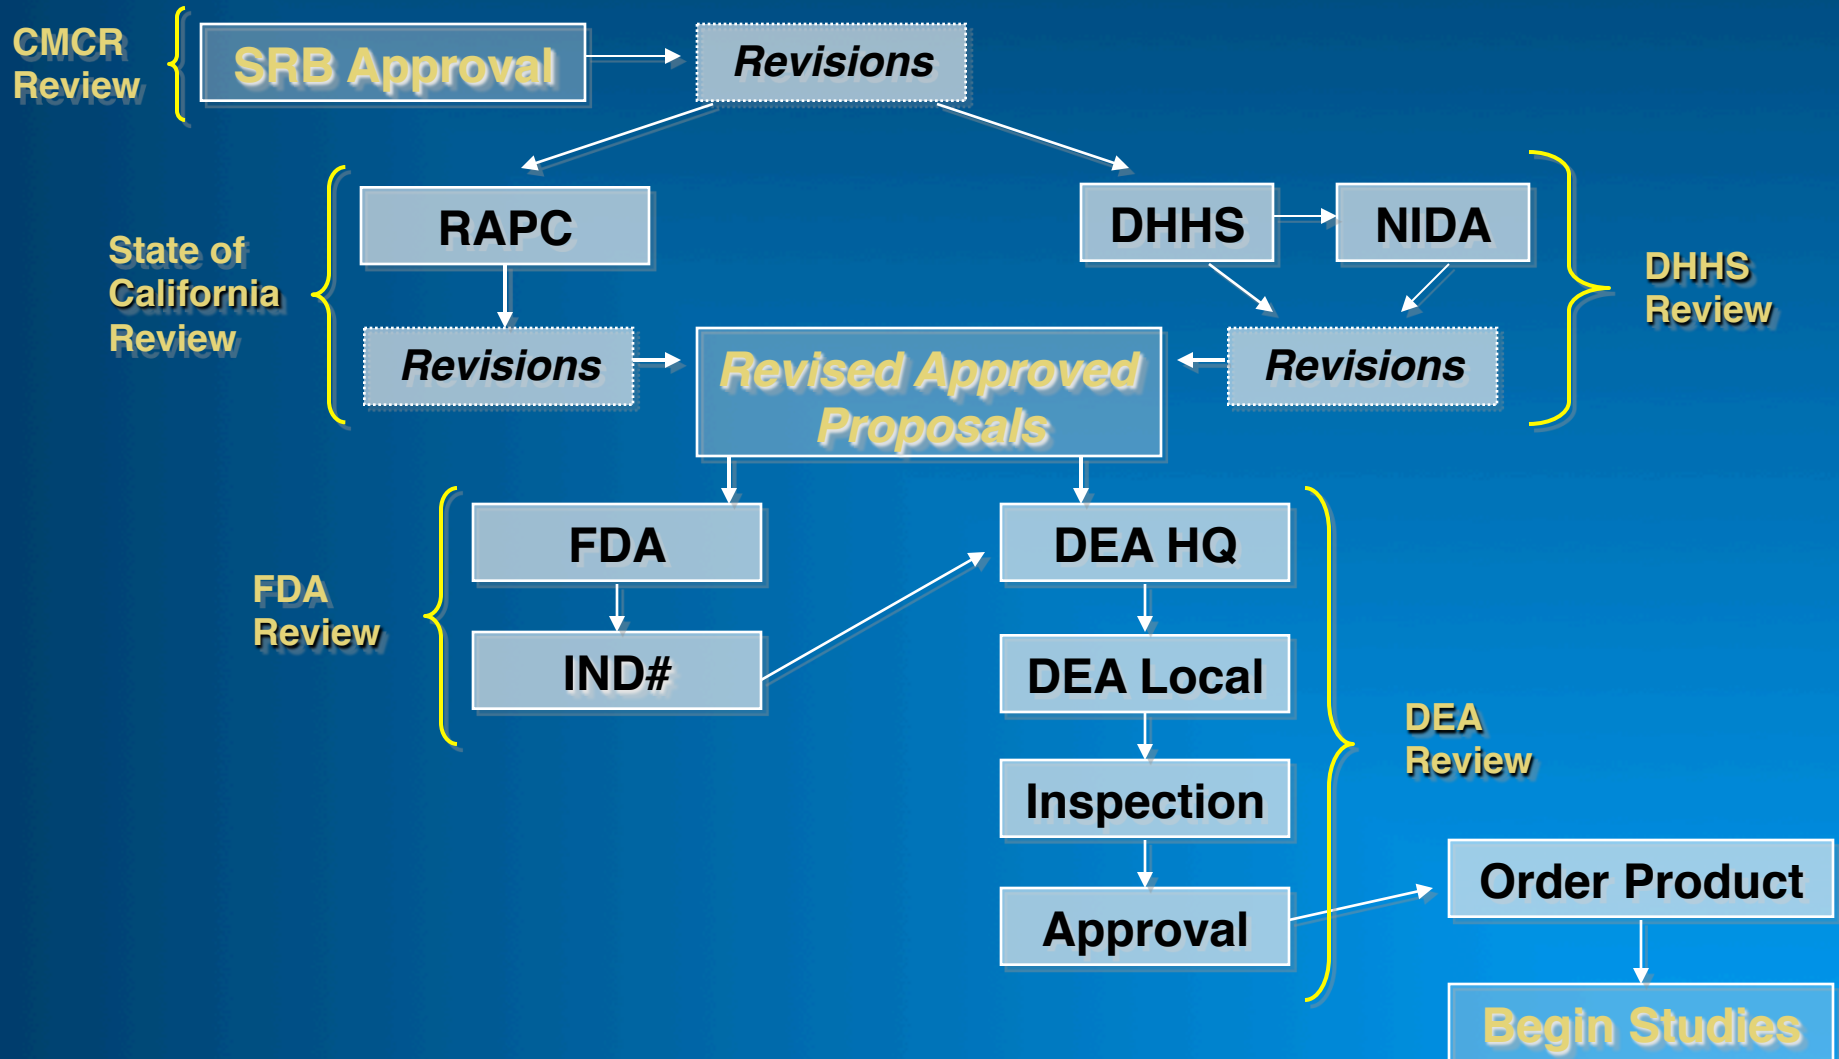 CMCR
Review
SRB Approval
Revisions
State of
California
Review
RAPC
DHHS
NIDA
DHHS
Review
Revisions
Revised Approved
Proposals
Revisions
FDA
Review
FDA
DEA HQ
IND#
DEA Local
DEA
Review
Inspection
Approval
Order Product
Begin Studies